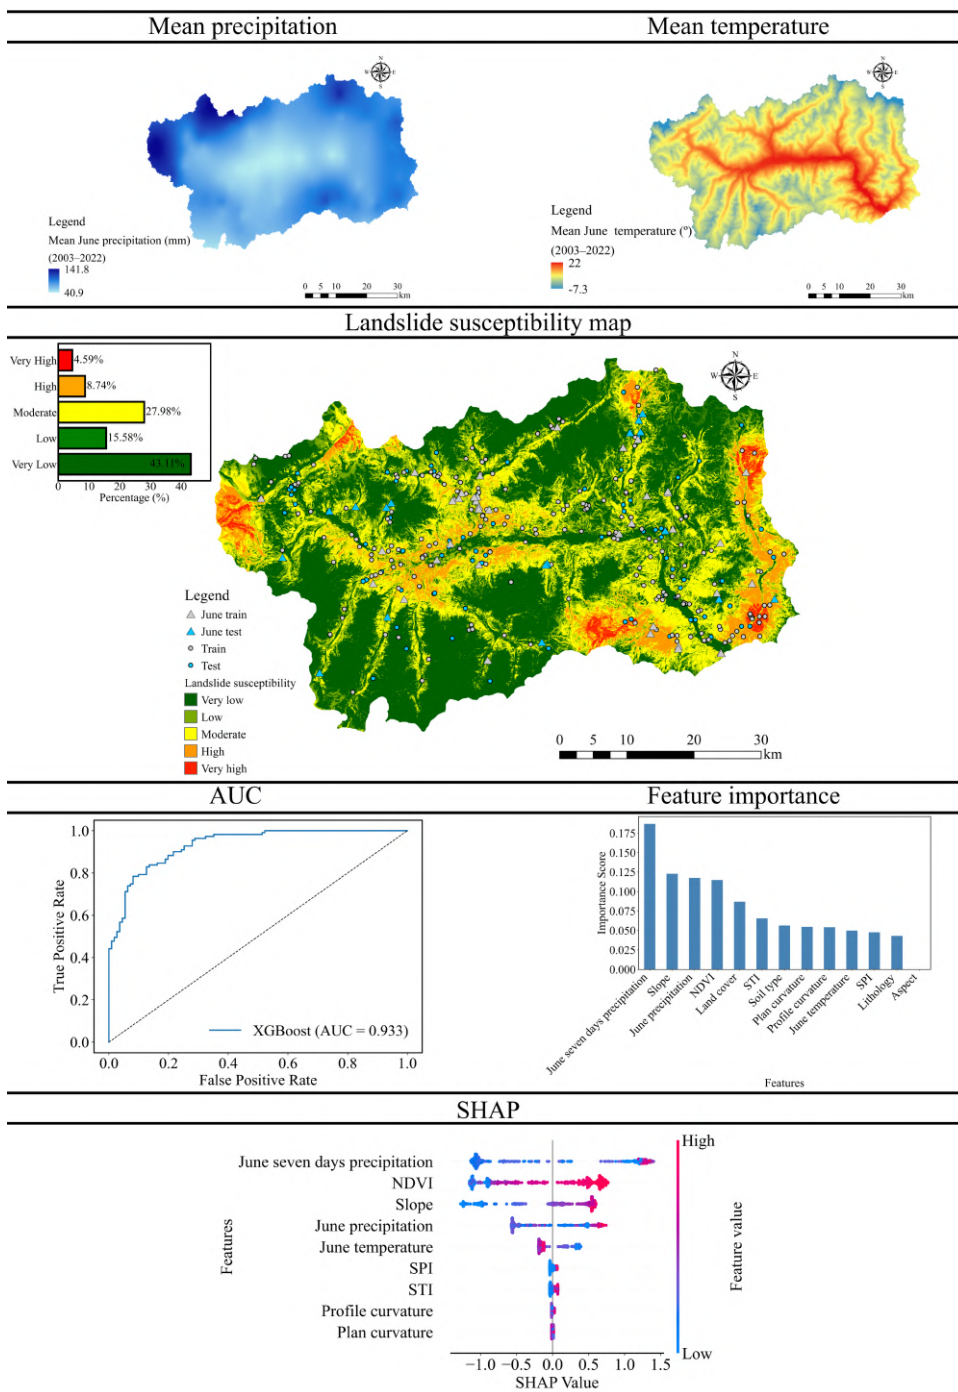 Mean precipitation
Mean temperature
N
W E
S
Legend
Mean June precipitation (mm)
(2003–2022)
141.8
40.9
0 5 10 20 30
km
N
W E
S
Legend
Mean June temperature (º)
(2003–2022)
22
-7.3
0 5 10 20 30
km
Landslide susceptibility map
Very High 4.59%
High 8.74%
Moderate 27.98%
Low 15.58%
Very Low 43.11%
0 10 20 30 40
Percentage (%)
N
W E
S
Legend
June train
June test
Train
Test
Landslide susceptibility
Very low
Low
Moderate
High
Very high
0 5 10 20 30
km
AUC
Feature importance
True Positive Rate
1.0
0.8
0.6
0.4
0.2
0.0
XGBoost (AUC = 0.933)
0.0 0.2 0.4 0.6 0.8 1.0
False Positive Rate
Importance Score
0.175
0.150
0.125
0.100
0.075
0.050
0.025
0.000
June seven days precipitation
Slope
June precipitation
NDVI
Land cover
STI
Soil type
Plan curvature
Profile curvature
June temperature
SPI
Lithology
Aspect
Features
SHAP
Features
June seven days precipitation
NDVI
Slope
June precipitation
June temperature
SPI
STI
Profile curvature
Plan curvature
−1.0 −0.5 0.0 0.5 1.0 1.5
SHAP Value
High
Feature value
Low